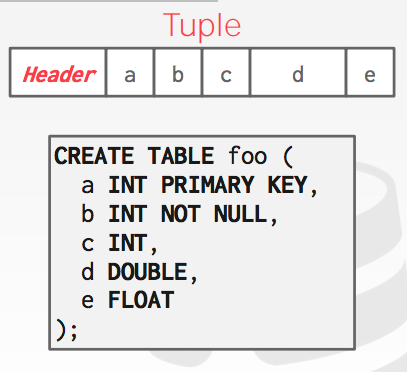 Tuple
Header a b c d e
CREATE TABLE foo (
a INT PRIMARY KEY,
b INT NOT NULL,
c INT,
d DOUBLE,
e FLOAT
);